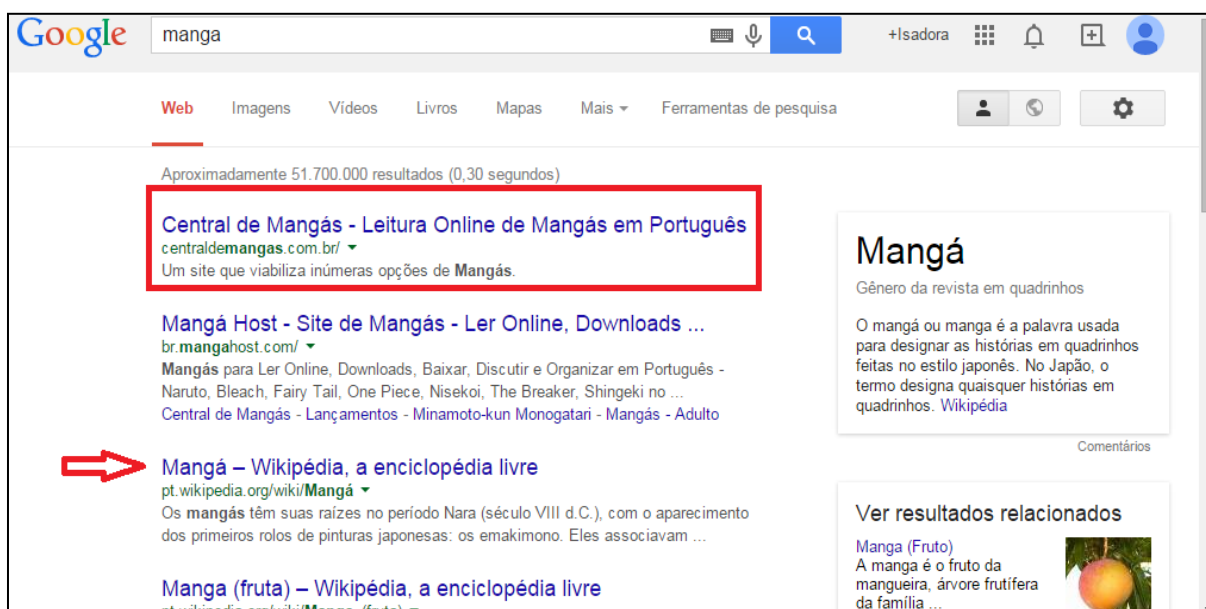 Google
manga
+Isadora
Web Imagens Vídeos Livros Mapas Mais Ferramentas de pesquisa
Aproximadamente 51.700.000 resultados (0,30 segundos)
Central de Mangás - Leitura Online de Mangás em Português
centraldemangas.com.br/
Um site que viabiliza inúmeras opções de Mangás.
Mangá Host - Site de Mangás - Ler Online, Downloads ...
br.mangahost.com/
Mangás para Ler Online, Downloads, Baixar, Discutir e Organizar em Português -
Naruto, Bleach, Fairy Tail, One Piece, Nisekoi, The Breaker, Shingeki no ...
Central de Mangás - Lançamentos - Minamoto-kun Monogatari - Mangás - Adulto
Mangá – Wikipédia, a enciclopédia livre
pt.wikipedia.org/wiki/Mangá
Os mangás têm suas raízes no período Nara (século VIII d.C.), com o aparecimento
dos primeiros rolos de pinturas japonesas: os emakimono. Eles associavam ...
Manga (fruta) – Wikipédia, a enciclopédia livre
Mangá
Gênero da revista em quadrinhos
O mangá ou manga é a palavra usada
para designar as histórias em quadrinhos
feitas no estilo japonês. No Japão, o
termo designa quaisquer histórias em
quadrinhos. Wikipédia
Comentários
Ver resultados relacionados
Manga (Fruto)
A manga é o fruto da
mangueira, árvore frutífera
da família ...